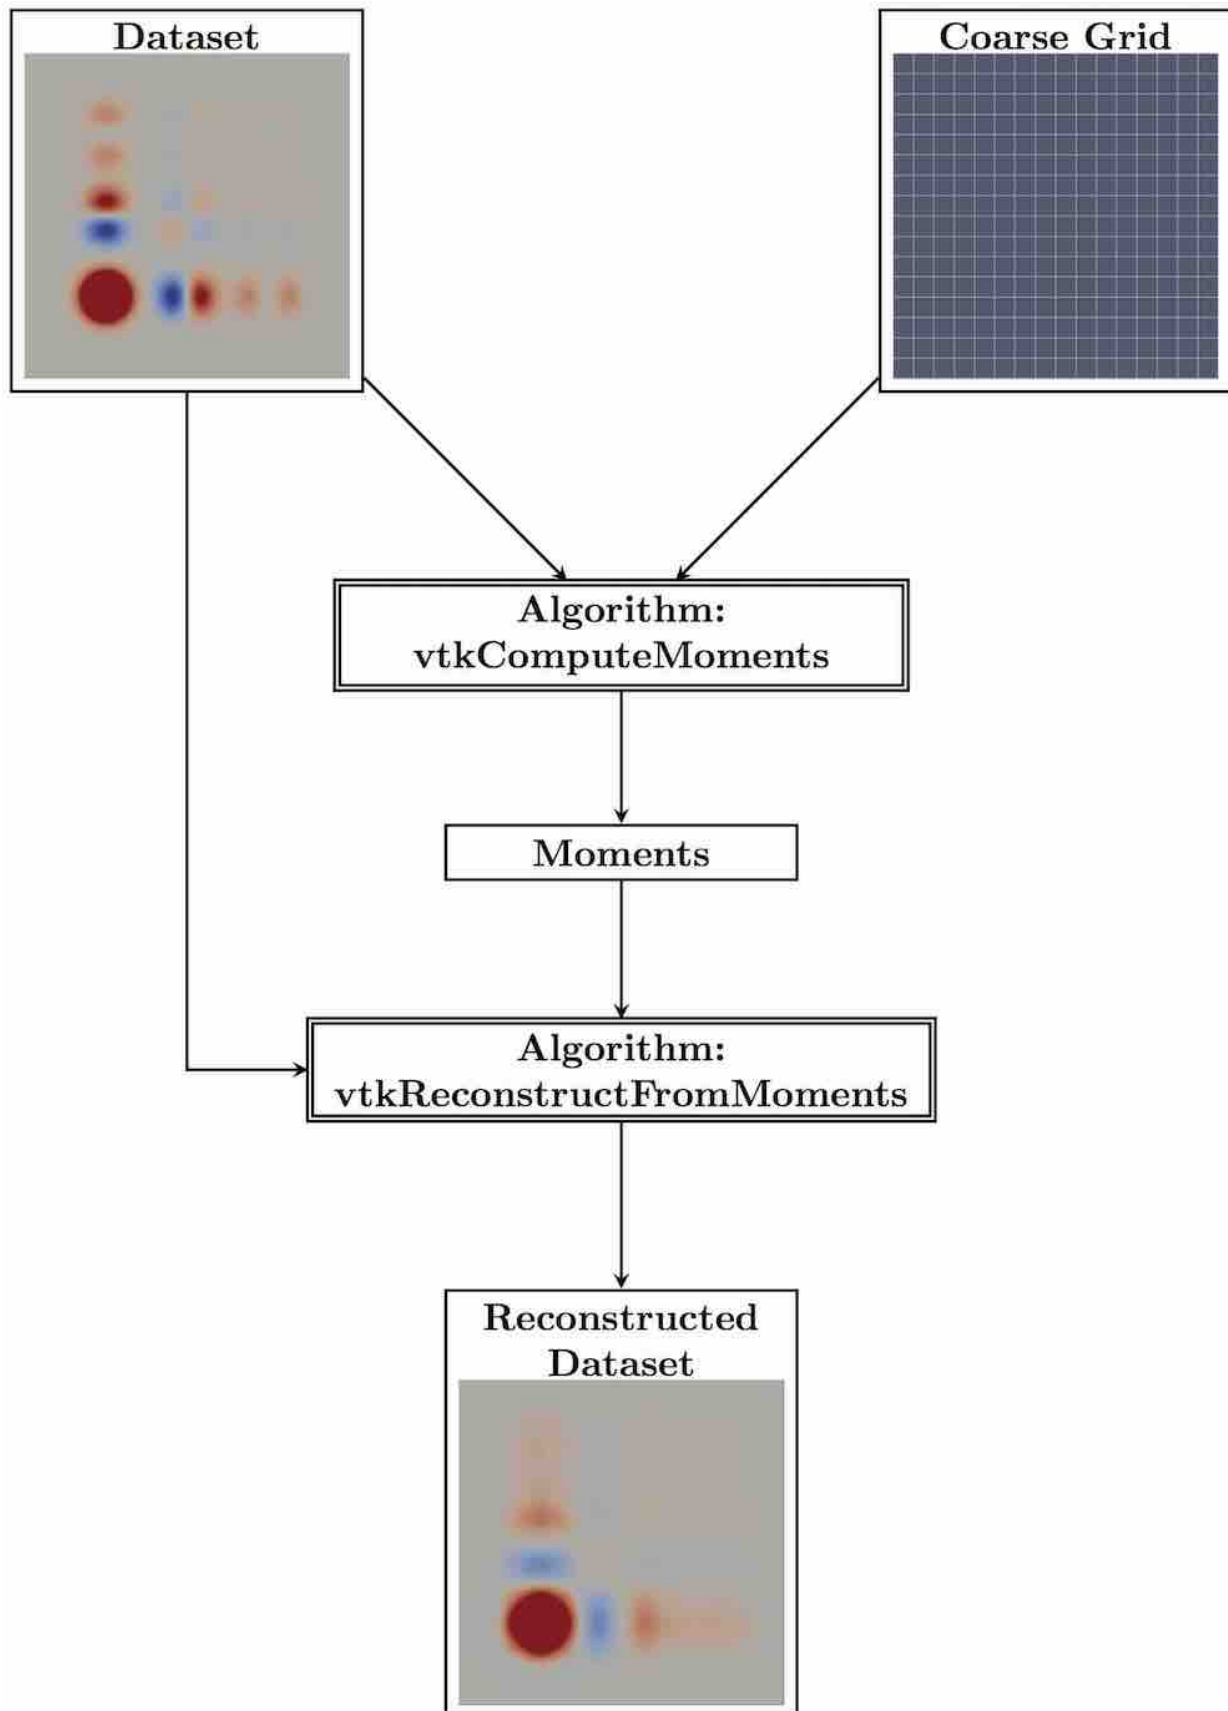 Dataset
Coarse Grid
Algorithm:
vtkComputeMoments
Moments
Algorithm:
vtkReconstructFromMoments
Reconstructed
Dataset